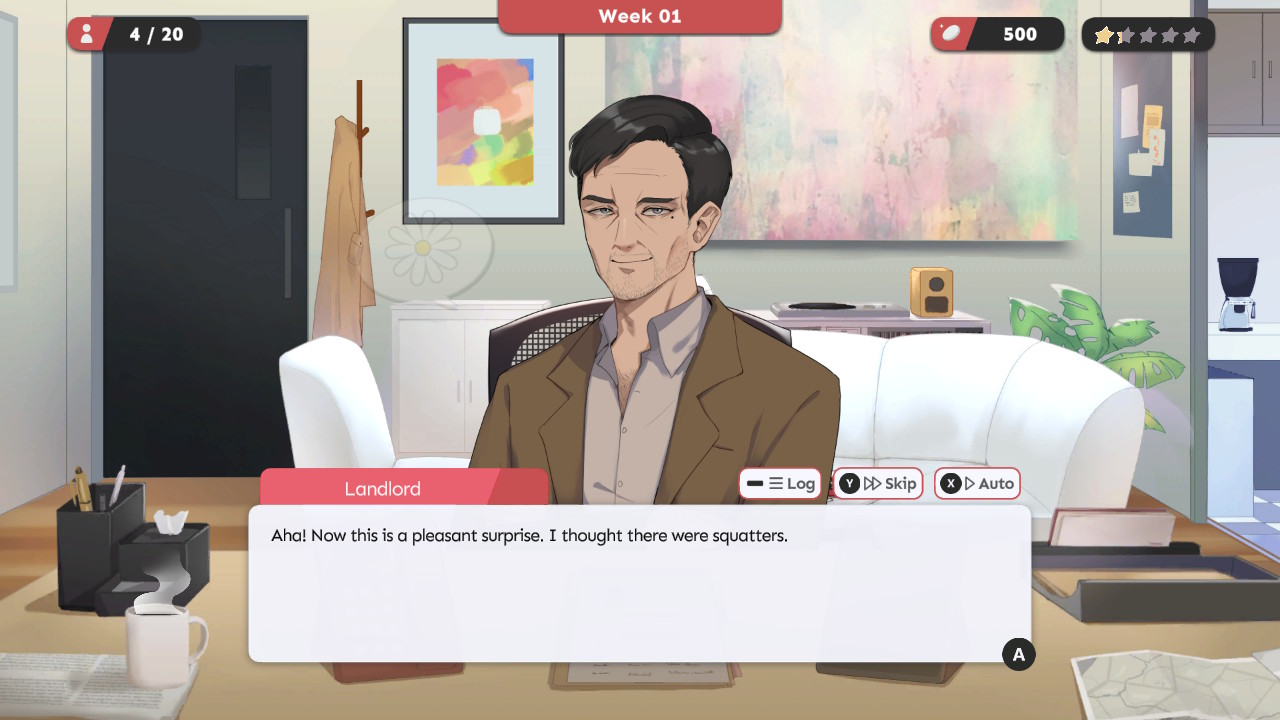 Week 01
4 / 20
500
Landlord
Log
Y Skip
X Auto
Aha! Now this is a pleasant surprise. I thought there were squatters.
A